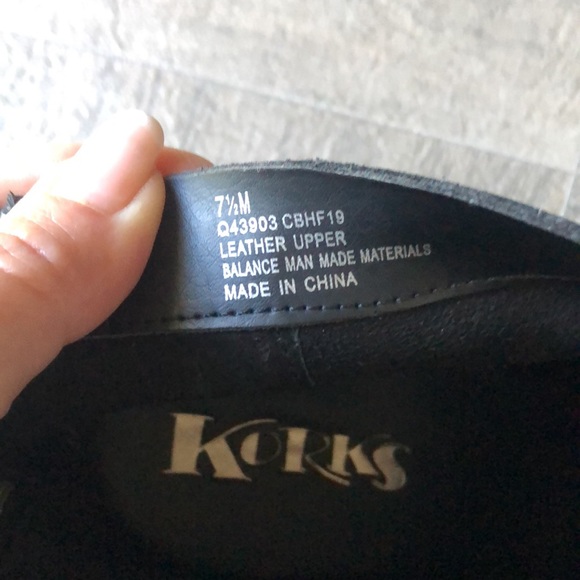 7½M
Q43903 CBHF19
LEATHER UPPER
BALANCE MAN MADE MATERIALS
MADE IN CHINA
KORKS